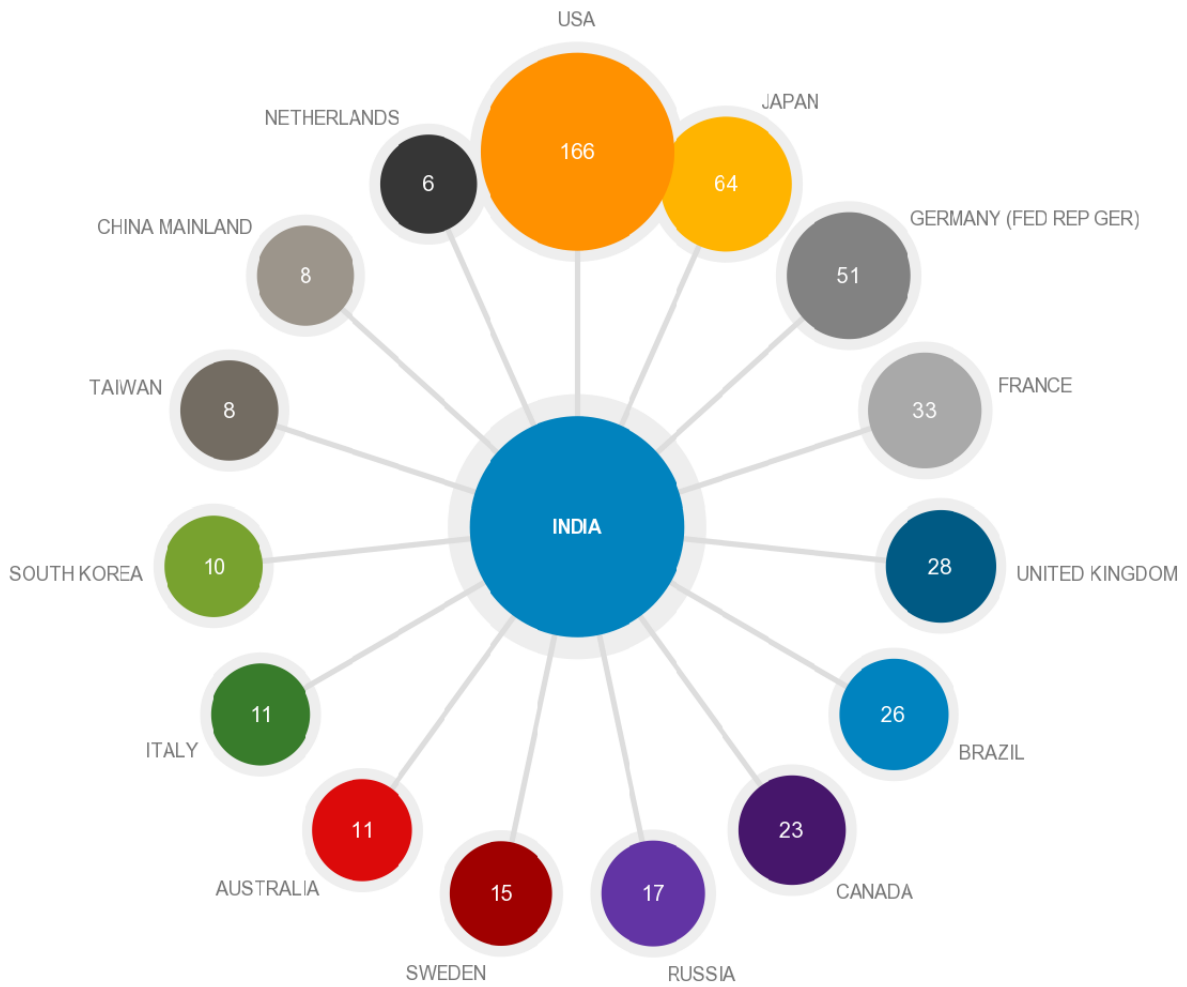 USA
166
JAPAN
64
GERMANY (FED REP GER)
51
FRANCE
33
UNITED KINGDOM
28
BRAZIL
26
CANADA
23
RUSSIA
17
SWEDEN
15
AUSTRALIA
11
ITALY
11
SOUTH KOREA
10
TAIWAN
8
CHINA MAINLAND
8
NETHERLANDS
6
INDIA